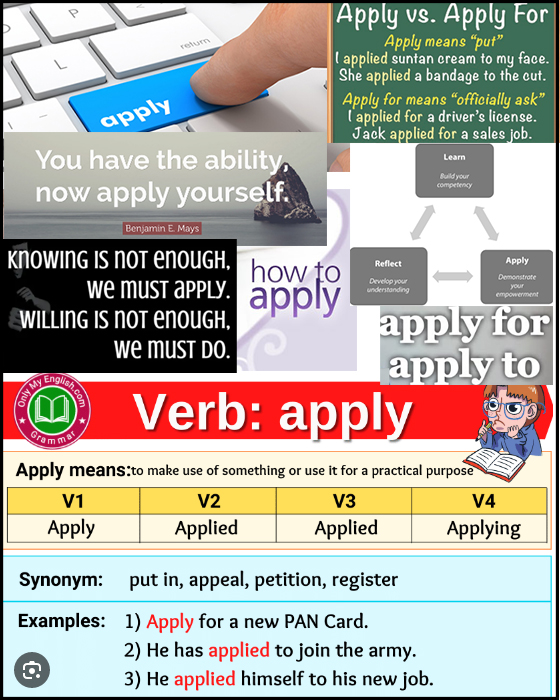 L
return
apply
Apply vs. Apply For
Apply means “put”
I applied suntan cream to my face.
She applied a bandage to the cut.
Apply for means “officially ask”
I applied for a driver’s license.
Jack applied for a sales job.
You have the ability,
now apply yourself.
Benjamin E. Mays
Learn
Build your
competency
Reflect
Develop your
understanding
Apply
Demonstrate
your
empowerment
KNOWING IS NOT ENOUGH,
WE MUST APPLY.
WILLING IS NOT ENOUGH,
WE MUST DO.
how to
apply
apply for
apply to
Only My English.com
Grammar
Verb: apply
Apply means:to make use of something or use it for a practical purpose
V1 V2 V3 V4
Apply Applied Applied Applying
Synonym: put in, appeal, petition, register
Examples: 1) Apply for a new PAN Card.
2) He has applied to join the army.
3) He applied himself to his new job.